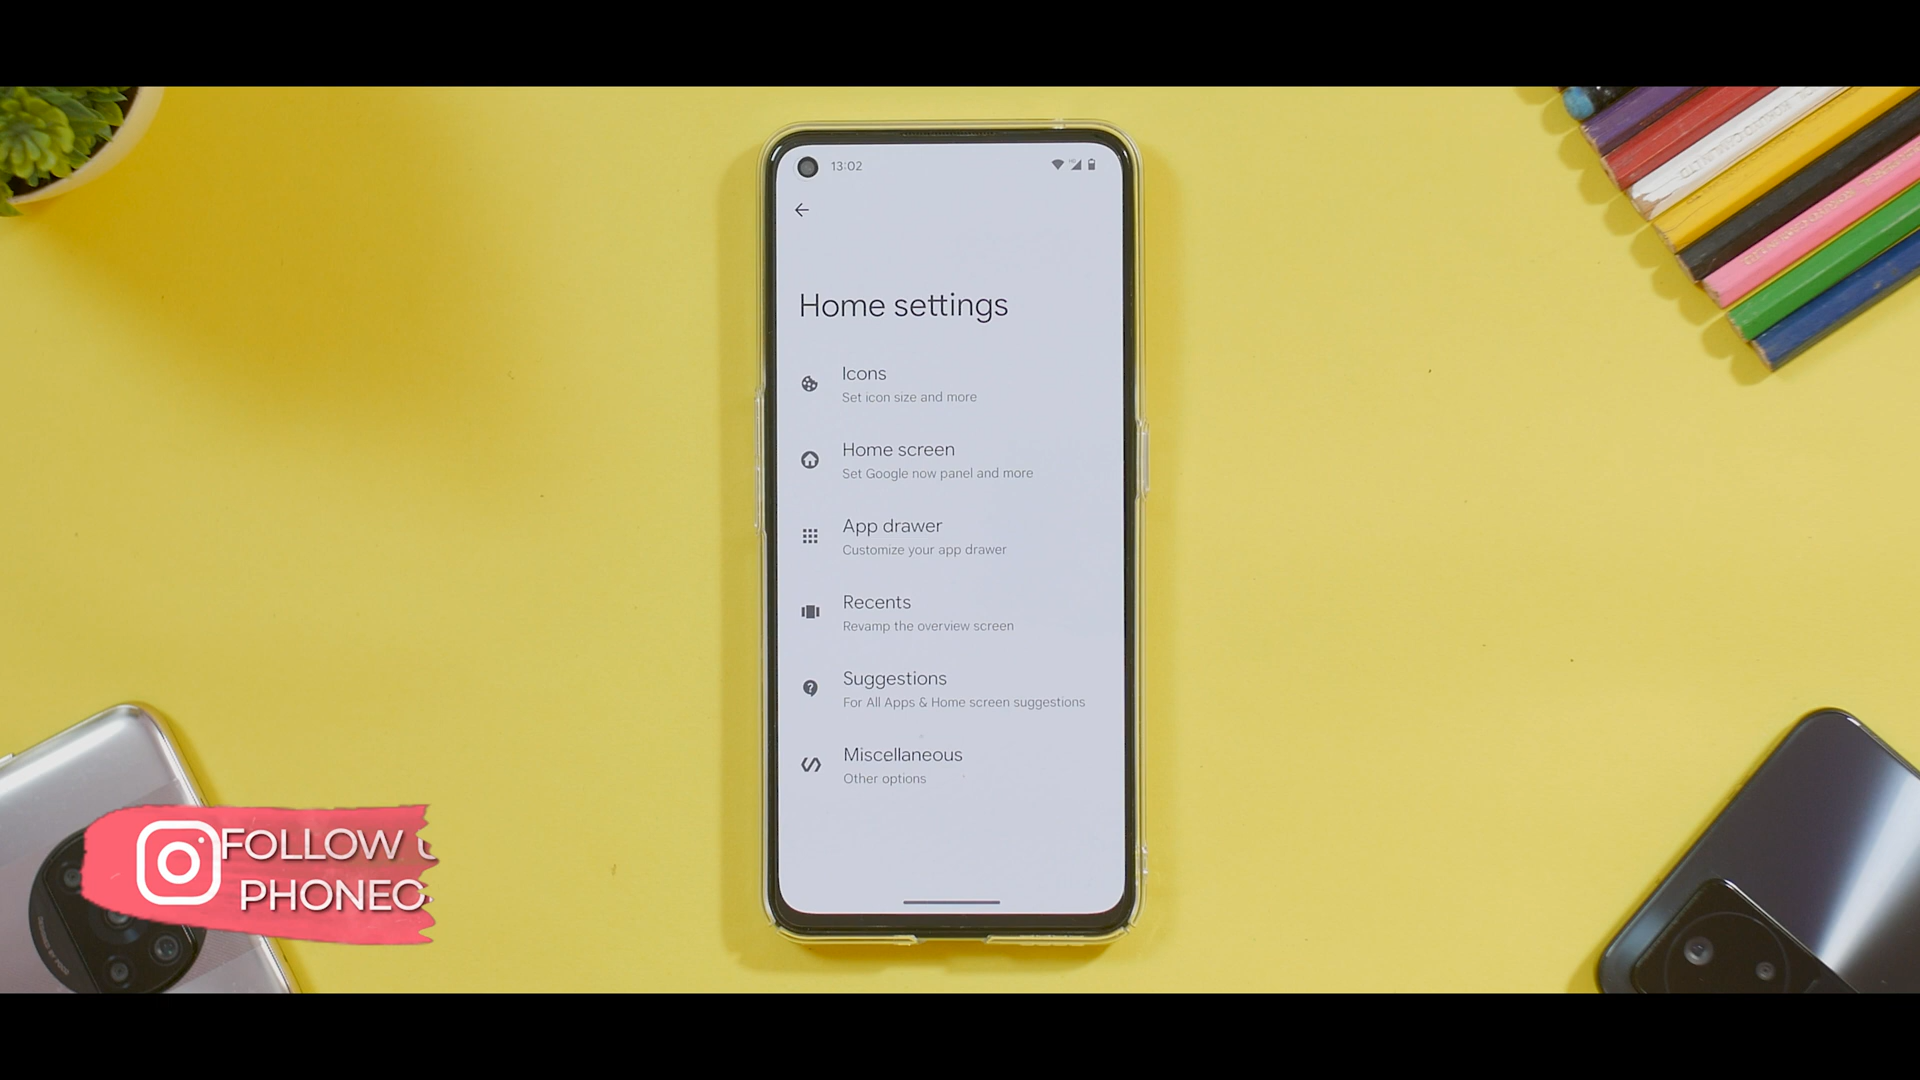 13:02
Home settings
Icons
Set icon size and more
Home screen
Set Google now panel and more
App drawer
Customize your app drawer
Recents
Revamp the overview screen
Suggestions
For All Apps & Home screen suggestions
Miscellaneous
Other options
FOLLOW